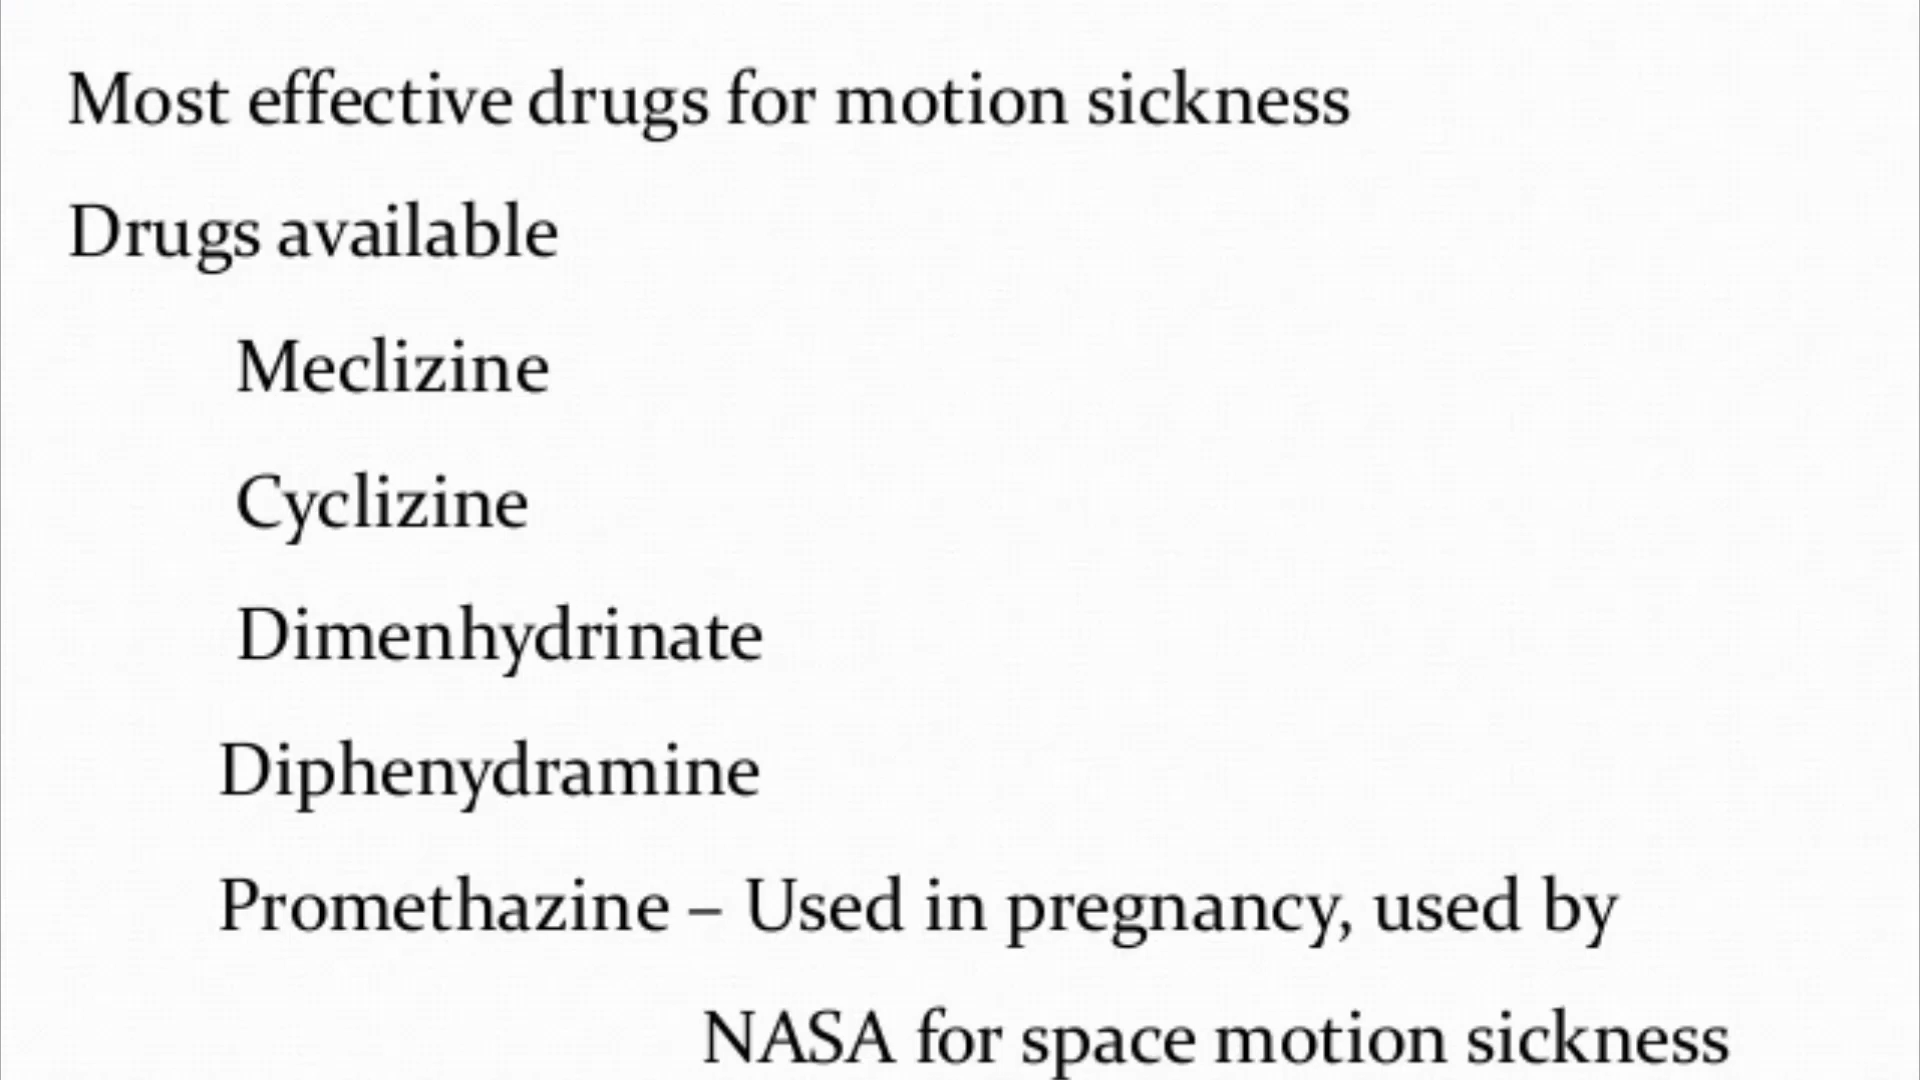 Most effective drugs for motion sickness
Drugs available
Meclizine
Cyclizine
Dimenhydrinate
Diphenydramine
Promethazine – Used in pregnancy, used by
NASA for space motion sickness